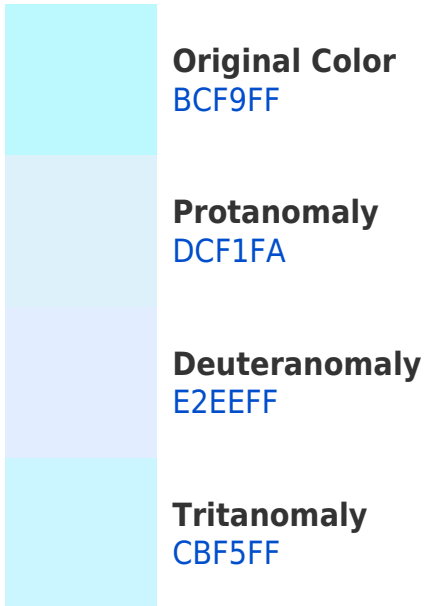 Original Color
BCF9FF
Protanomaly
DCF1FA
Deuteranomaly
E2EEFF
Tritanomaly
CBF5FF